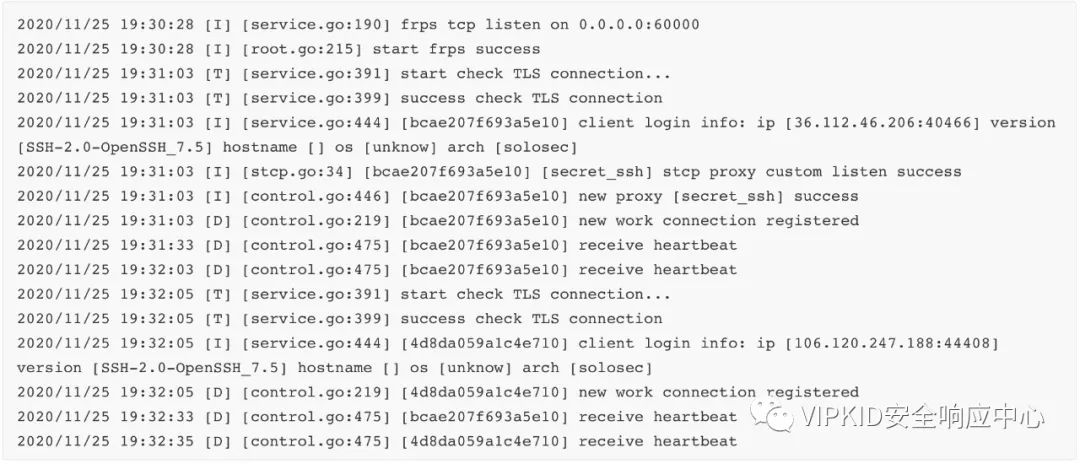 2020/11/25 19:30:28 [I] [service.go:190] frps tcp listen on 0.0.0.0:60000
2020/11/25 19:30:28 [I] [root.go:215] start frps success
2020/11/25 19:31:03 [T] [service.go:391] start check TLS connection...
2020/11/25 19:31:03 [T] [service.go:399] success check TLS connection
2020/11/25 19:31:03 [I] [service.go:444] [bcae207f693a5e10] client login info: ip [36.112.46.206:40466] version
[SSH-2.0-OpenSSH_7.5] hostname [] os [unknow] arch [solosec]
2020/11/25 19:31:03 [I] [stcp.go:34] [bcae207f693a5e10] [secret_ssh] stcp proxy custom listen success
2020/11/25 19:31:03 [I] [control.go:446] [bcae207f693a5e10] new proxy [secret_ssh] success
2020/11/25 19:31:03 [D] [control.go:219] [bcae207f693a5e10] new work connection registered
2020/11/25 19:31:33 [D] [control.go:475] [bcae207f693a5e10] receive heartbeat
2020/11/25 19:32:03 [D] [control.go:475] [bcae207f693a5e10] receive heartbeat
2020/11/25 19:32:05 [T] [service.go:391] start check TLS connection...
2020/11/25 19:32:05 [T] [service.go:399] success check TLS connection
2020/11/25 19:32:05 [I] [service.go:444] [4d8da059a1c4e710] client login info: ip [106.120.247.188:44408]
version [SSH-2.0-OpenSSH_7.5] hostname [] os [unknow] arch [solosec]
2020/11/25 19:32:05 [D] [control.go:219] [4d8da059a1c4e710] new work connection registered
2020/11/25 19:32:33 [D] [control.go:475] [bcae207f693a5e10] receive heartbeat
VIPKID安全响应中心
2020/11/25 19:32:35 [D] [control.go:475] [4d8da059a1c4e710] receive heartbeat